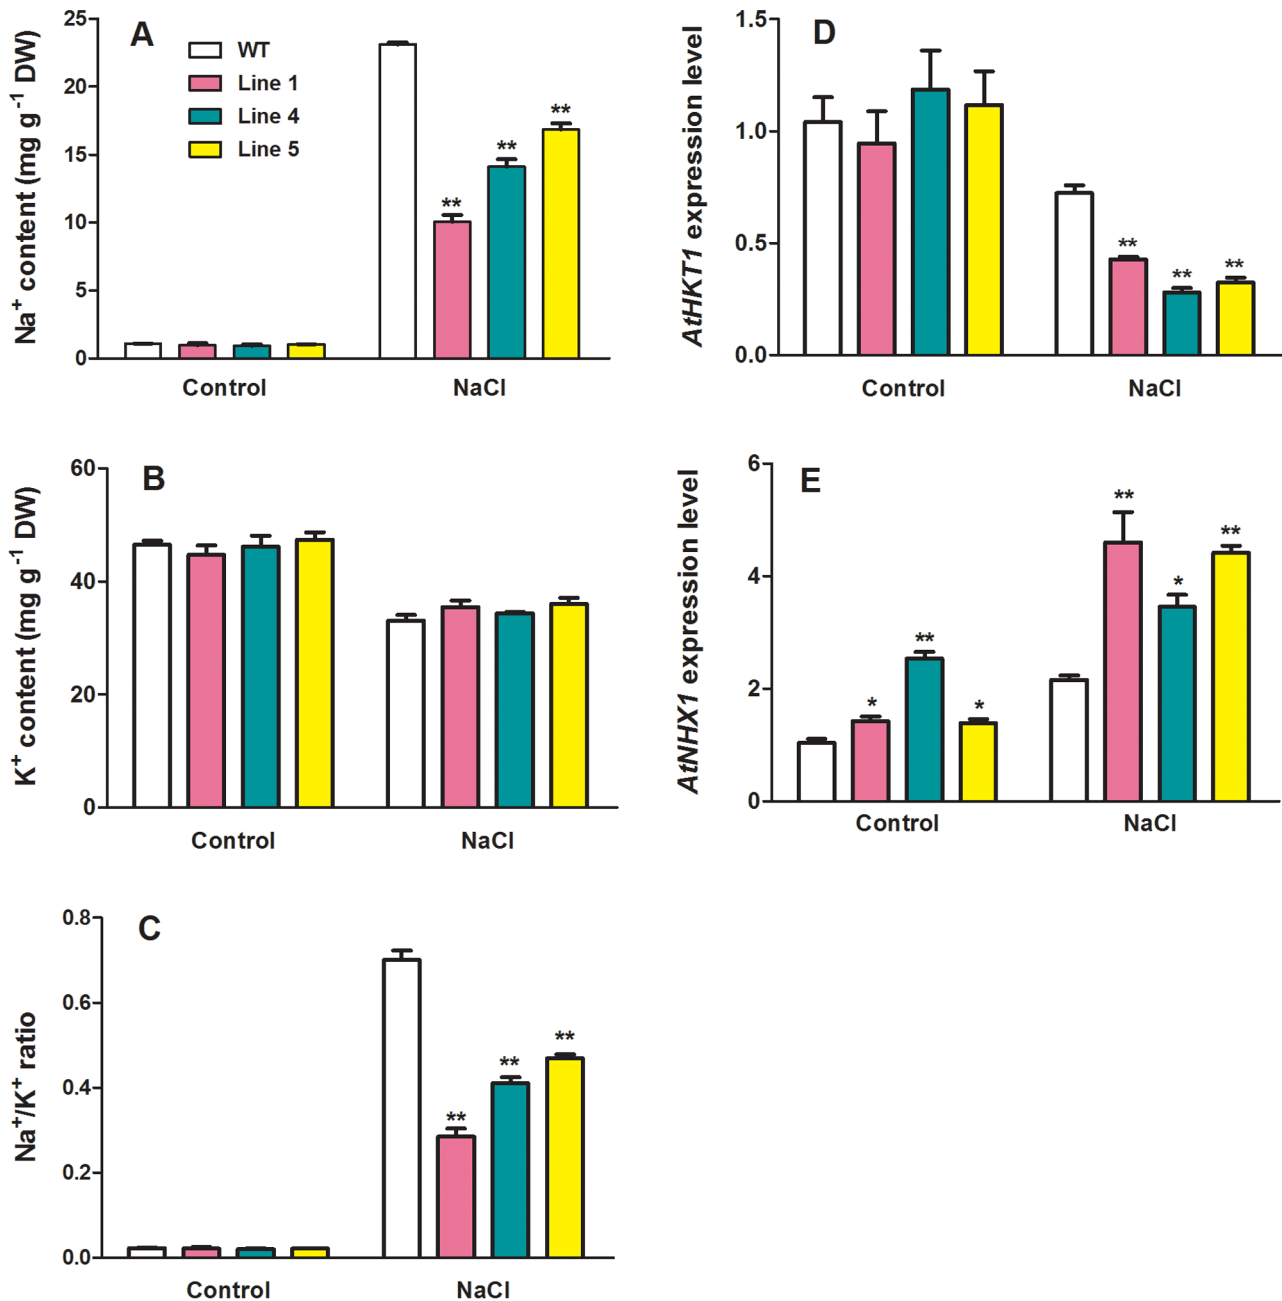 A
WT
Line 1
Line 4
Line 5
Na⁺ content (mg g⁻¹ DW)
25
20
15
10
5
0
**
**
**
Control
NaCl
B
K⁺ content (mg g⁻¹ DW)
60
40
20
0
Control
NaCl
C
Na⁺/K⁺ ratio
0.8
0.6
0.4
0.2
0.0
**
**
**
Control
NaCl
D
AtHKT1 expression level
1.5
1.0
0.5
0.0
**
**
**
Control
NaCl
E
AtNHX1 expression level
6
4
2
0
*
**
*
**
*
**
Control
NaCl